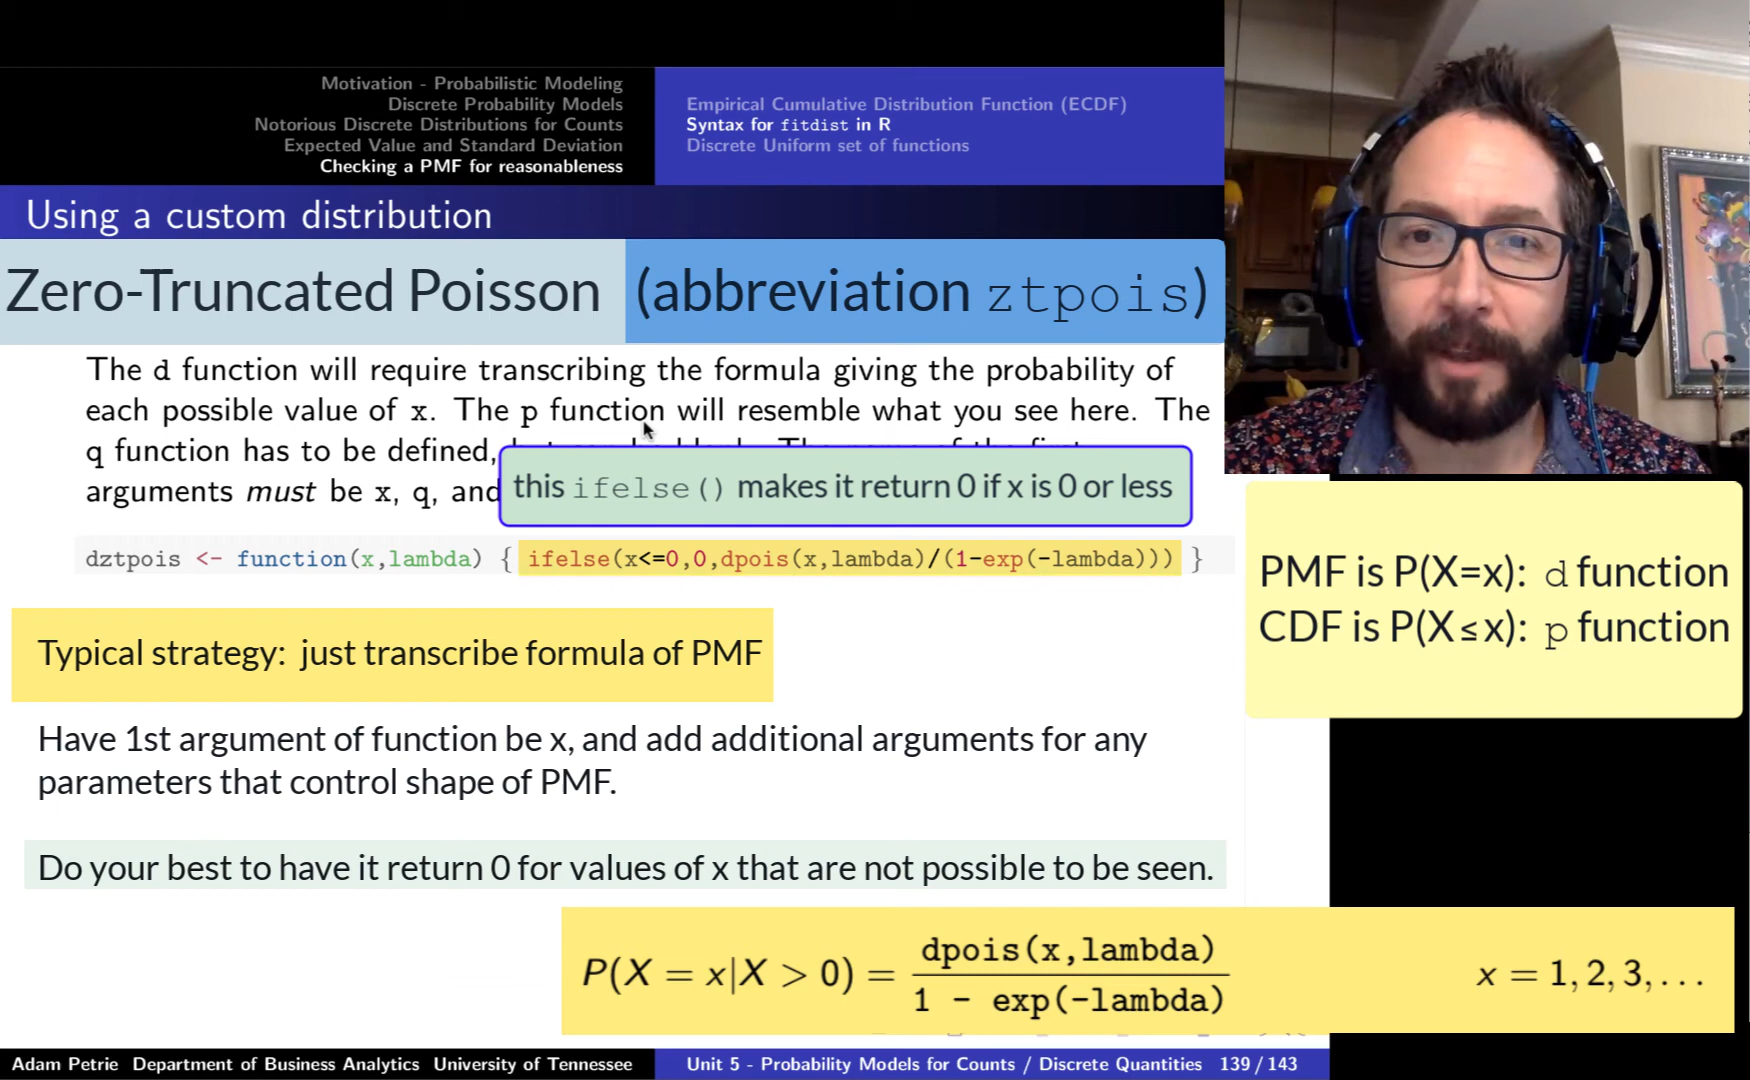 Motivation - Probabilistic Modeling
Discrete Probability Models
Notorious Discrete Distributions for Counts
Expected Value and Standard Deviation
Checking a PMF for reasonableness
Empirical Cumulative Distribution Function (ECDF)
Syntax for fitdist in R
Discrete Uniform set of functions
Using a custom distribution
Zero-Truncated Poisson (abbreviation ztpois)
The d function will require transcribing the formula giving the probability of
each possible value of x. The p function will resemble what you see here. The
q function has to be defined,
arguments must be x, q, and
this ifelse() makes it return 0 if x is 0 or less
dztpois <- function(x,lambda) { ifelse(x<=0,0,dpois(x,lambda)/(1-exp(-lambda))) }
PMF is P(X=x): d function
CDF is P(X≤x): p function
Typical strategy: just transcribe formula of PMF
Have 1st argument of function be x, and add additional arguments for any
parameters that control shape of PMF.
Do your best to have it return 0 for values of x that are not possible to be seen.
P(X = x|X > 0) = dpois(x,lambda) / 1 - exp(-lambda) x = 1, 2, 3, ...
Adam Petrie Department of Business Analytics University of Tennessee
Unit 5 - Probability Models for Counts / Discrete Quantities 139 / 143